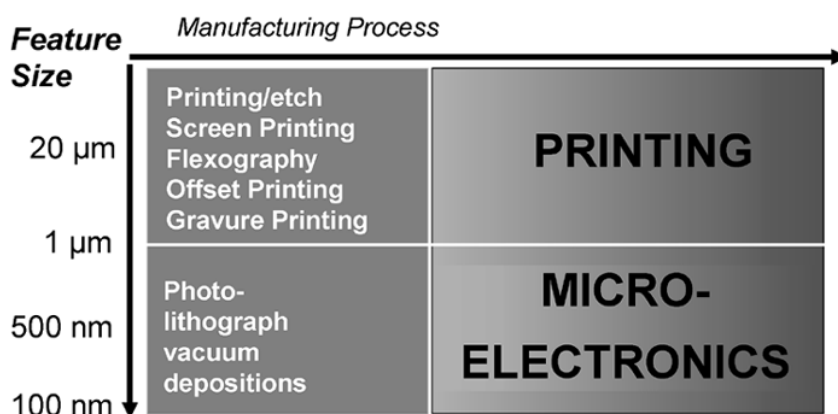 Manufacturing Process
Feature
Size
20 µm
1 µm
500 nm
100 nm
Printing/etch
Screen Printing
Flexography
Offset Printing
Gravure Printing
PRINTING
Photo-
lithograph
vacuum
depositions
MICRO-
ELECTRONICS